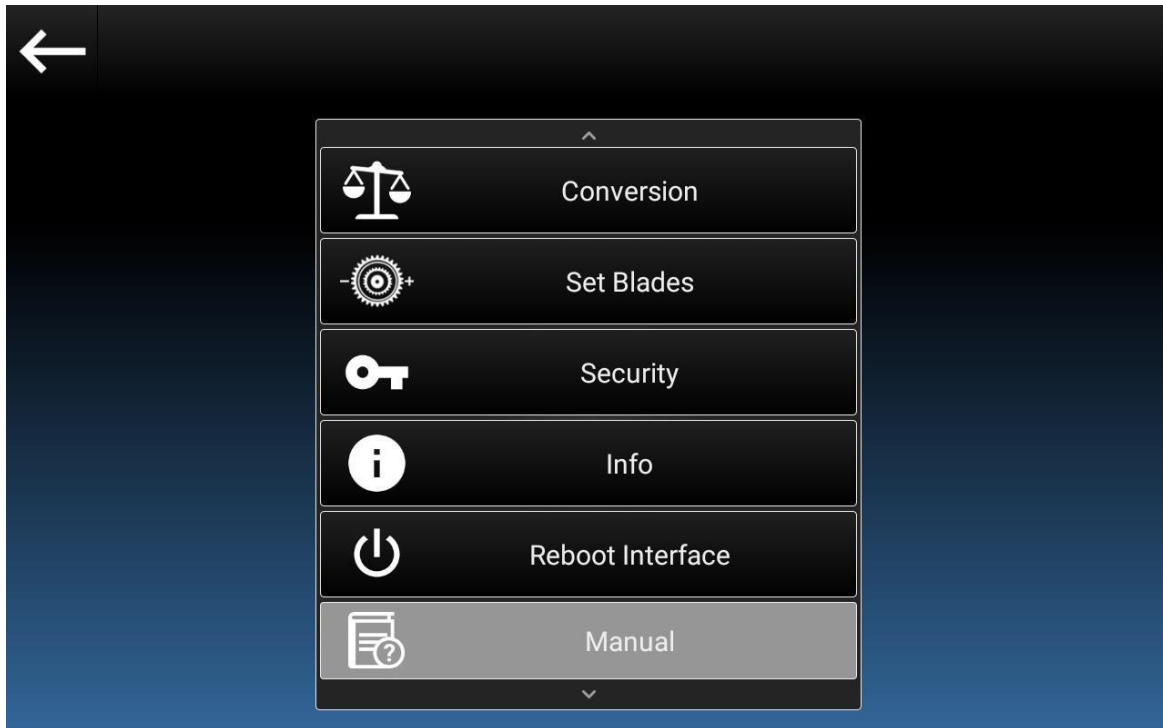 Conversion
Set Blades
Security
Info
Reboot Interface
Manual